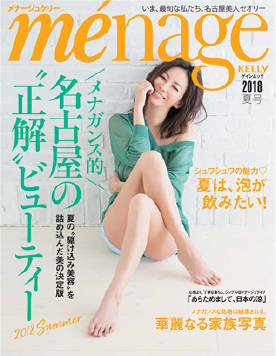 メナージュケリー
いま、最旬な私たち、名古屋美人セオリー
ménage
KELLY
ゲインムック
2018
夏号
メナガンス的
名古屋の
“正解”ビューティー
夏の“駆け込み美容”を
詰め込んだ美の決定版
2018 Summer
シュワシュワの魅力♡
夏は、泡が
飲みたい!
「あらためまして、日本の涼」
華麗なる家族写真